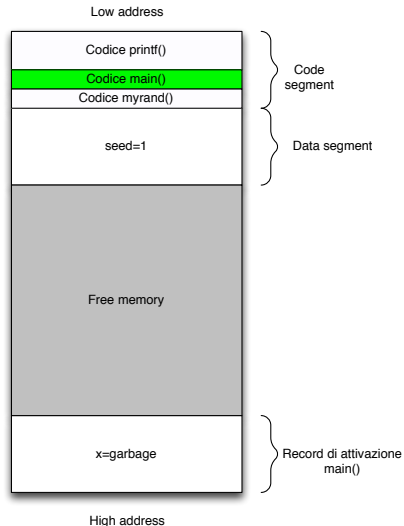 Low address
Codice printf()
Codice main()
Codice myrand()
Code
segment
seed=1
Data segment
Free memory
x=garbage
Record di attivazione
main()
High address